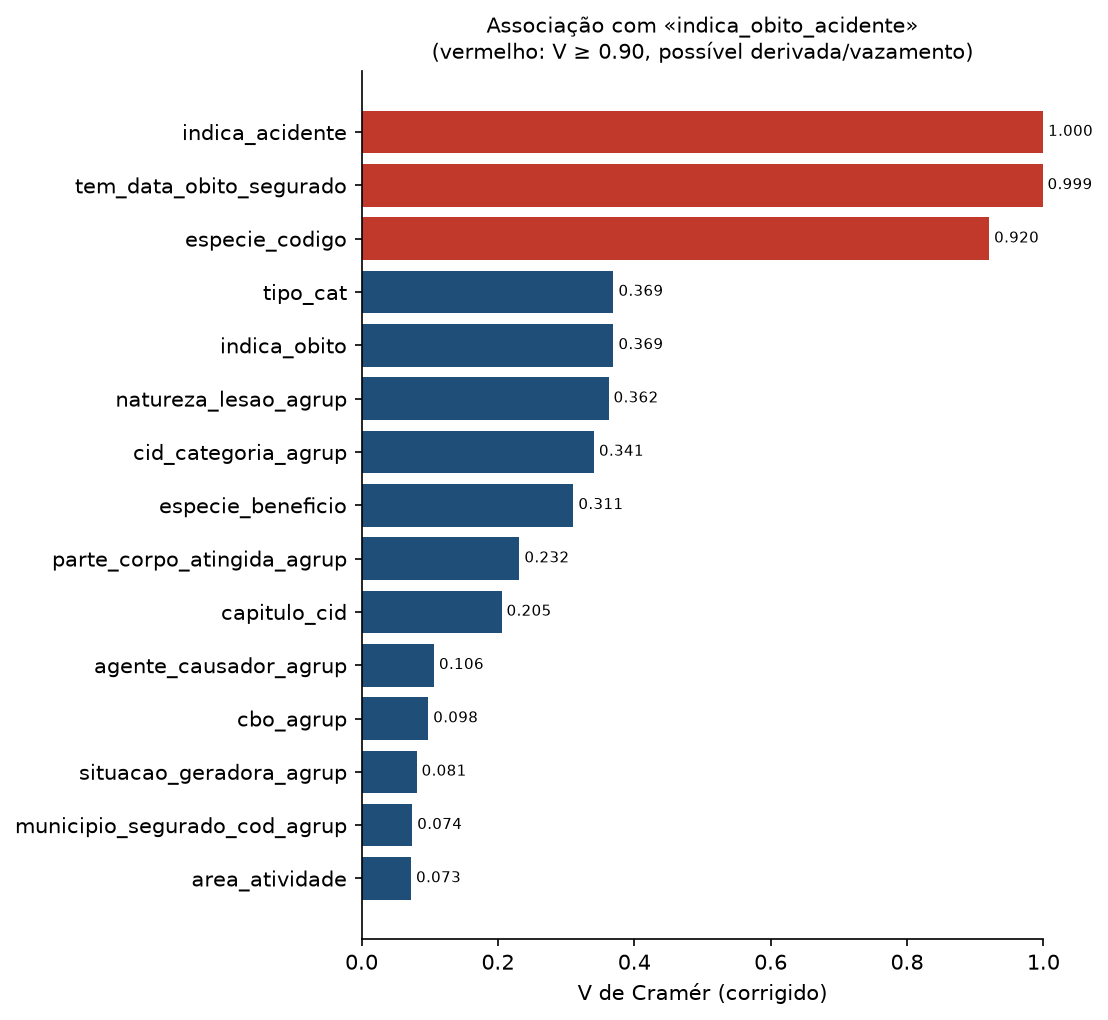 Associação com «indica_obito_acidente»
(vermelho: V ≥ 0.90, possível derivada/vazamento)
indica_acidente 1.000
tem_data_obito_segurado 0.999
especie_codigo 0.920
tipo_cat 0.369
indica_obito 0.369
natureza_lesao_agrup 0.362
cid_categoria_agrup 0.341
especie_beneficio 0.311
parte_corpo_atingida_agrup 0.232
capitulo_cid 0.205
agente_causador_agrup 0.106
cbo_agrup 0.098
situacao_geradora_agrup 0.081
municipio_segurado_cod_agrup 0.074
area_atividade 0.073
0.0 0.2 0.4 0.6 0.8 1.0
V de Cramér (corrigido)